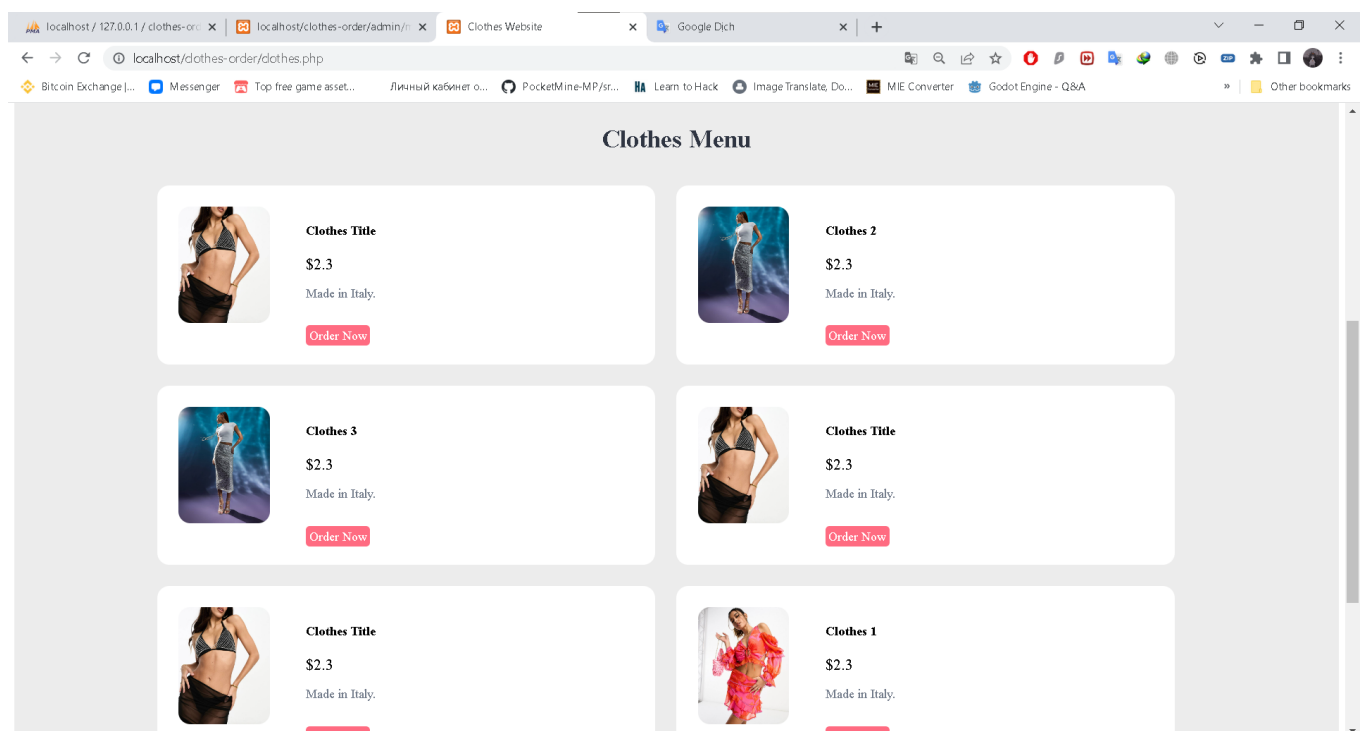 localhost / 127.0.0.1 / clothes-ord
localhost/clothes-order/admin/m
Clothes Website
Google Dịch
localhost/clothes-order/clothes.php
Bitcoin Exchange |...
Messenger
Top free game asset...
Личный кабинет о...
PocketMine-MP/sr...
HA Learn to Hack
Image Translate, Do...
MIE Converter
Godot Engine - Q&A
»
Other bookmarks
Clothes Menu
Clothes Title
$2.3
Made in Italy.
Order Now
Clothes 2
$2.3
Made in Italy.
Order Now
Clothes 3
$2.3
Made in Italy.
Order Now
Clothes Title
$2.3
Made in Italy.
Order Now
Clothes Title
$2.3
Made in Italy.
Clothes 1
$2.3
Made in Italy.